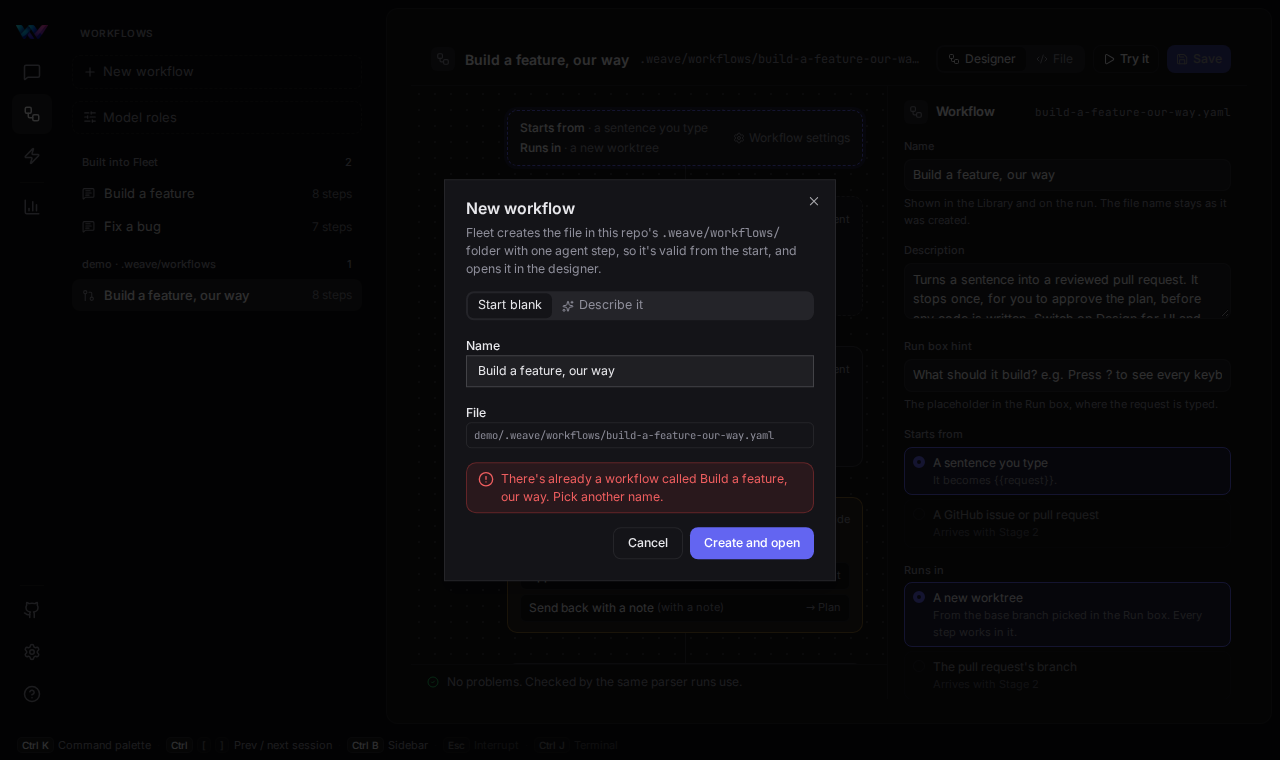 WORKFLOWS
New workflow
Model roles
Built into Fleet 2
Build a feature 8 steps
Fix a bug 7 steps
demo · .weave/workflows 1
Build a feature, our way 8 steps
Build a feature, our way .weave/workflows/build-a-feature-our-wa…
Designer
File
Try it
Save
Starts from · a sentence you type
Runs in · a new worktree
Workflow settings
New workflow
Fleet creates the file in this repo's .weave/workflows/
folder with one agent step, so it's valid from the start, and
opens it in the designer.
Start blank
Describe it
Name
Build a feature, our way
File
demo/.weave/workflows/build-a-feature-our-way.yaml
There's already a workflow called Build a feature,
our way. Pick another name.
Cancel
Create and open
Send back with a note (with a note) → Plan
No problems. Checked by the same parser runs use.
Workflow build-a-feature-our-way.yaml
Name
Build a feature, our way
Shown in the Library and on the run. The file name stays as it
was created.
Description
Turns a sentence into a reviewed pull request. It
stops once, for you to approve the plan, before
any code is written. Switch on Design for UI and
Run box hint
What should it build? e.g. Press ? to see every keyb
The placeholder in the Run box, where the request is typed.
Starts from
A sentence you type
It becomes {{request}}.
A GitHub issue or pull request
Arrives with Stage 2
Runs in
A new worktree
From the base branch picked in the Run box. Every
step works in it.
The pull request's branch
Arrives with Stage 2
Ctrl K Command palette
Ctrl [ ] Prev / next session
Ctrl B Sidebar
Esc Interrupt
Ctrl J Terminal